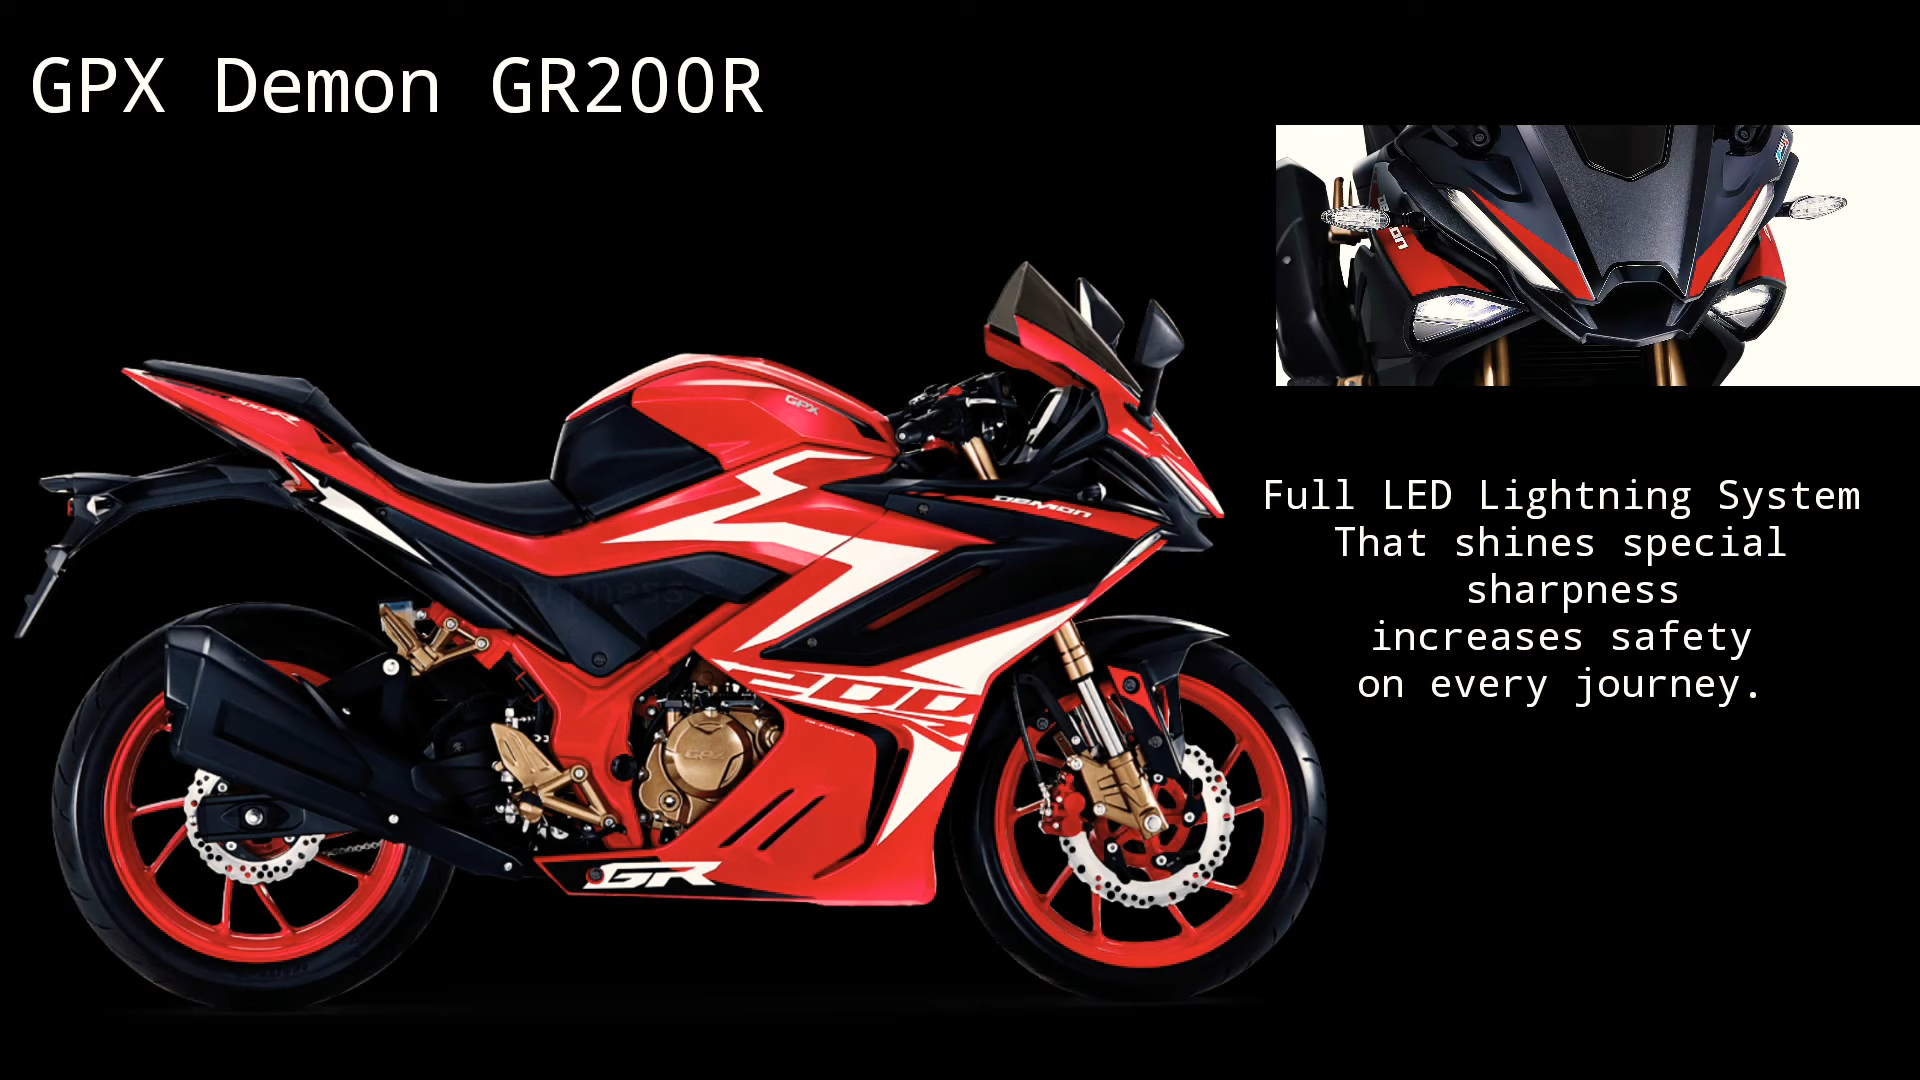 GPX Demon GR200R
Full LED Lightning System
That shines special
sharpness
increases safety
on every journey.
GPX
DEMON
200
GPX
GR